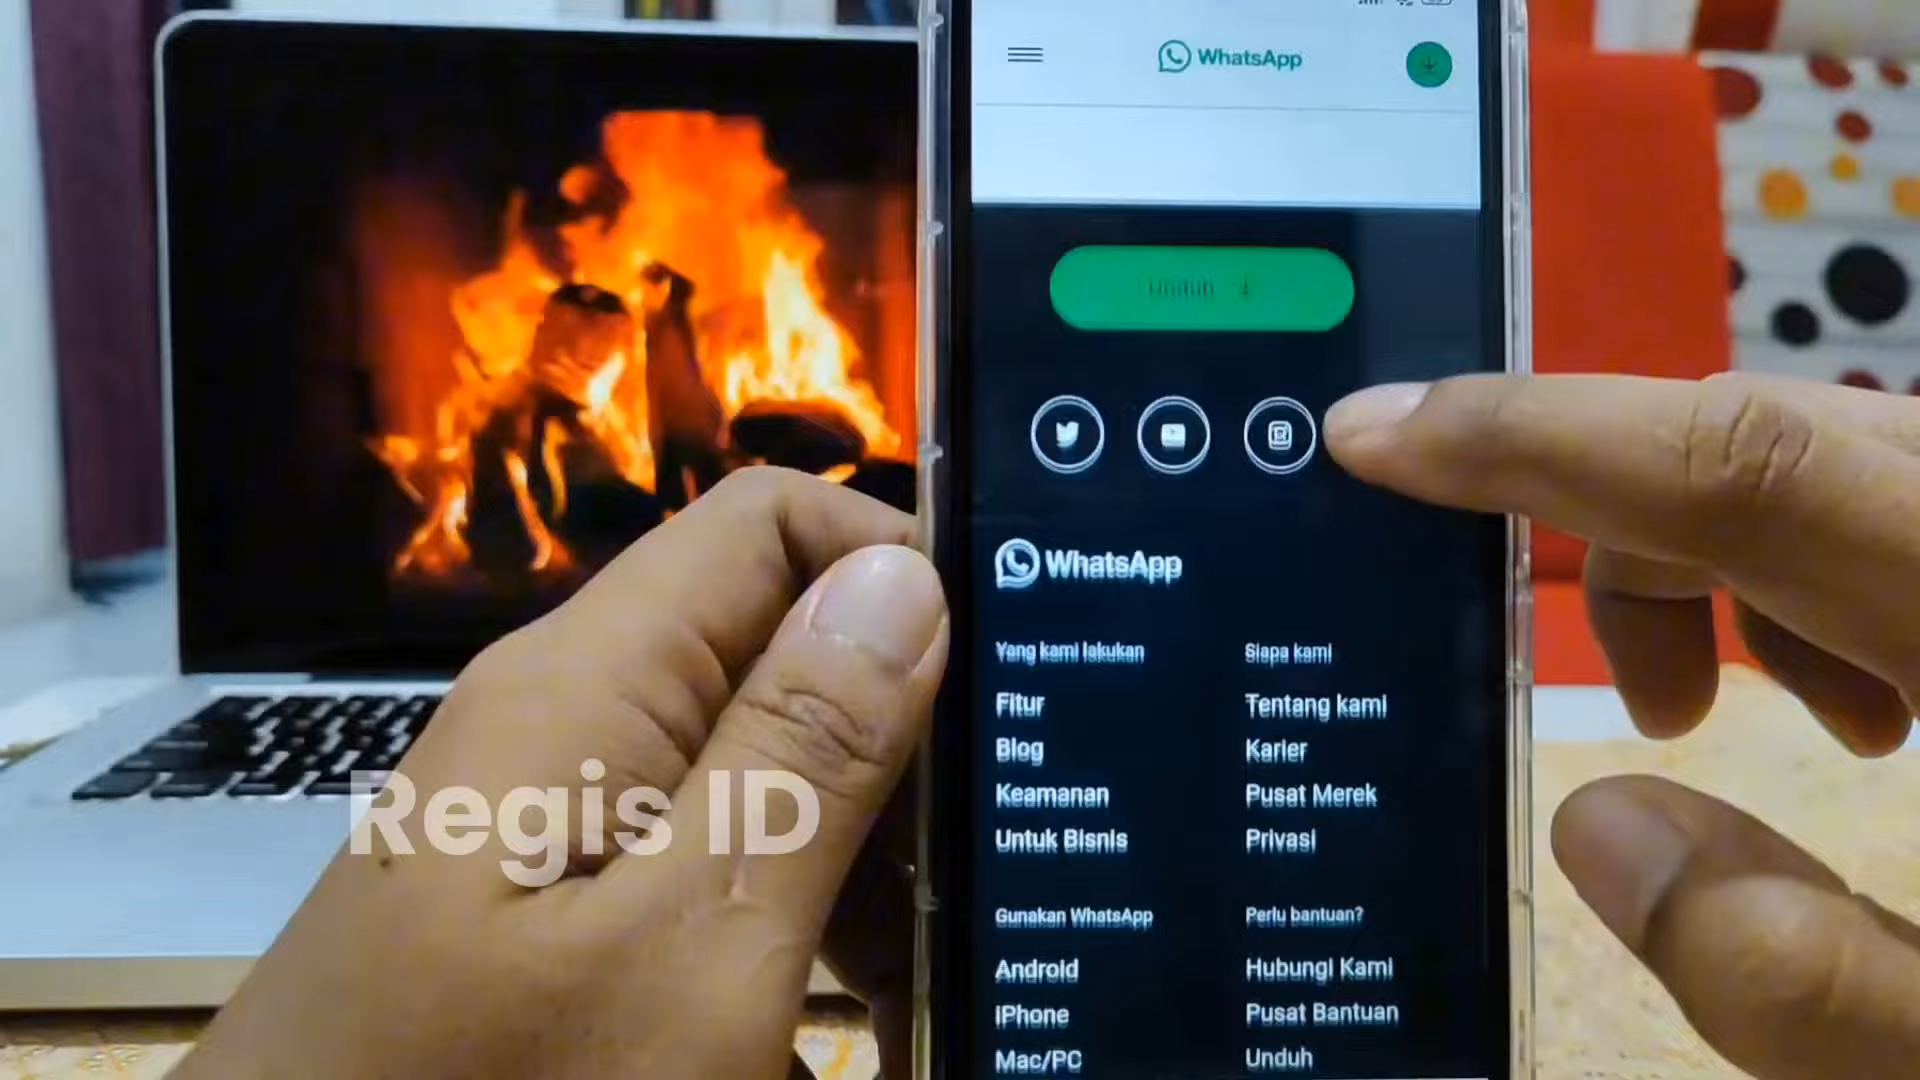 WhatsApp
Unduh
WhatsApp
Yang kami lakukan
Siapa kami
Fitur
Tentang kami
Blog
Karier
Keamanan
Pusat Merek
Untuk Bisnis
Privasi
Regis ID
Gunakan WhatsApp
Perlu bantuan?
Android
Hubungi Kami
iPhone
Pusat Bantuan
Mac/PC
Unduh